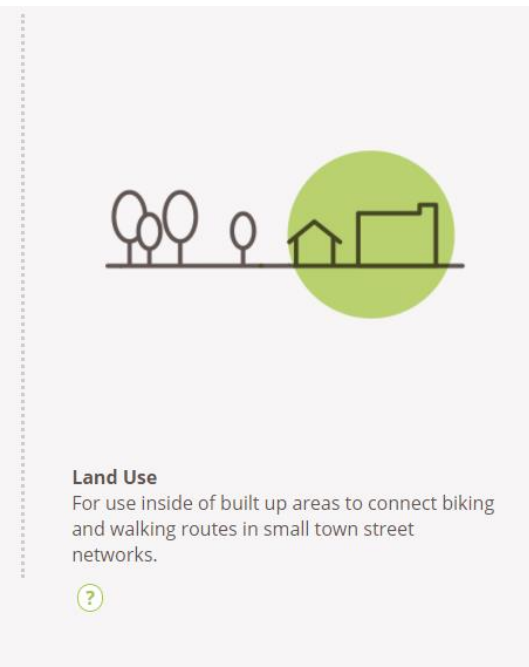 Land Use
For use inside of built up areas to connect biking
and walking routes in small town street
networks.
?